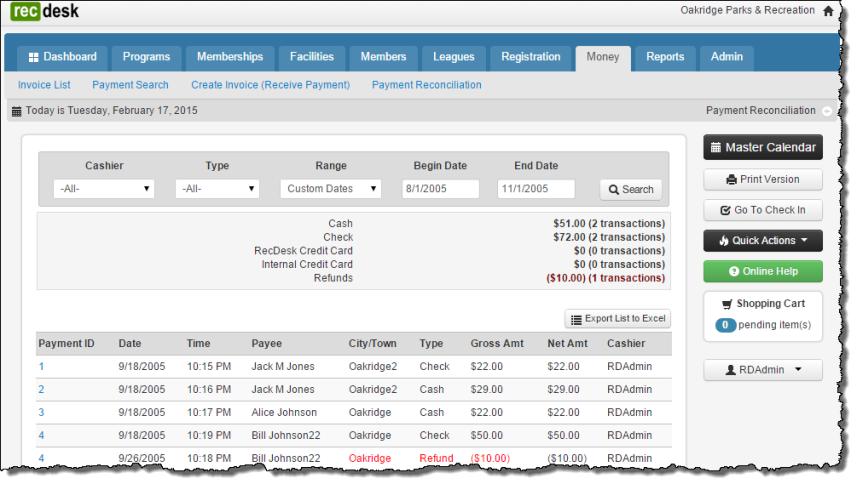 recdesk
Oakridge Parks & Recreation
Dashboard Programs Memberships Facilities Members Leagues Registration Money Reports Admin
Invoice List Payment Search Create Invoice (Receive Payment) Payment Reconciliation
Today is Tuesday, February 17, 2015 Payment Reconciliation
Cashier Type Range Begin Date End Date
-All- -All- Custom Dates 8/1/2005 11/1/2005 Search
Cash $51.00 (2 transactions)
Check $72.00 (2 transactions)
RecDesk Credit Card $0 (0 transactions)
Internal Credit Card $0 (0 transactions)
Refunds ($10.00) (1 transactions)
Export List to Excel
Payment ID Date Time Payee City/Town Type Gross Amt Net Amt Cashier
1 9/18/2005 10:15 PM Jack M Jones Oakridge2 Check $22.00 $22.00 RDAdmin
2 9/18/2005 10:16 PM Jack M Jones Oakridge2 Cash $29.00 $29.00 RDAdmin
3 9/18/2005 10:17 PM Alice Johnson Oakridge Cash $22.00 $22.00 RDAdmin
4 9/18/2005 10:19 PM Bill Johnson22 Oakridge Check $50.00 $50.00 RDAdmin
4 9/26/2005 10:18 PM Bill Johnson22 Oakridge Refund ($10.00) ($10.00) RDAdmin
Master Calendar
Print Version
Go To Check In
Quick Actions
Online Help
Shopping Cart
0 pending item(s)
RDAdmin